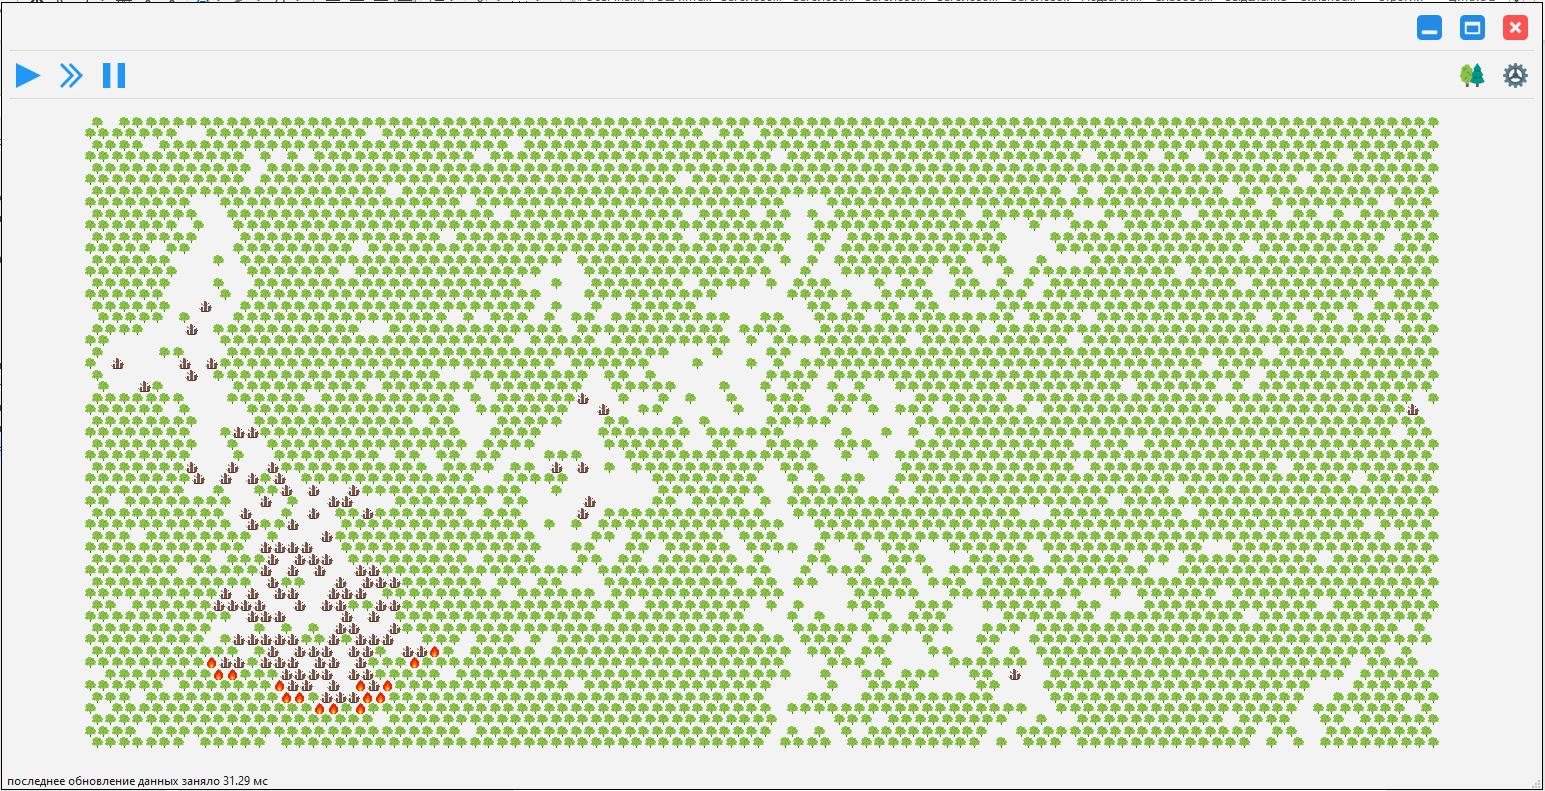 последнее обновление данных заняло 31.29 мс